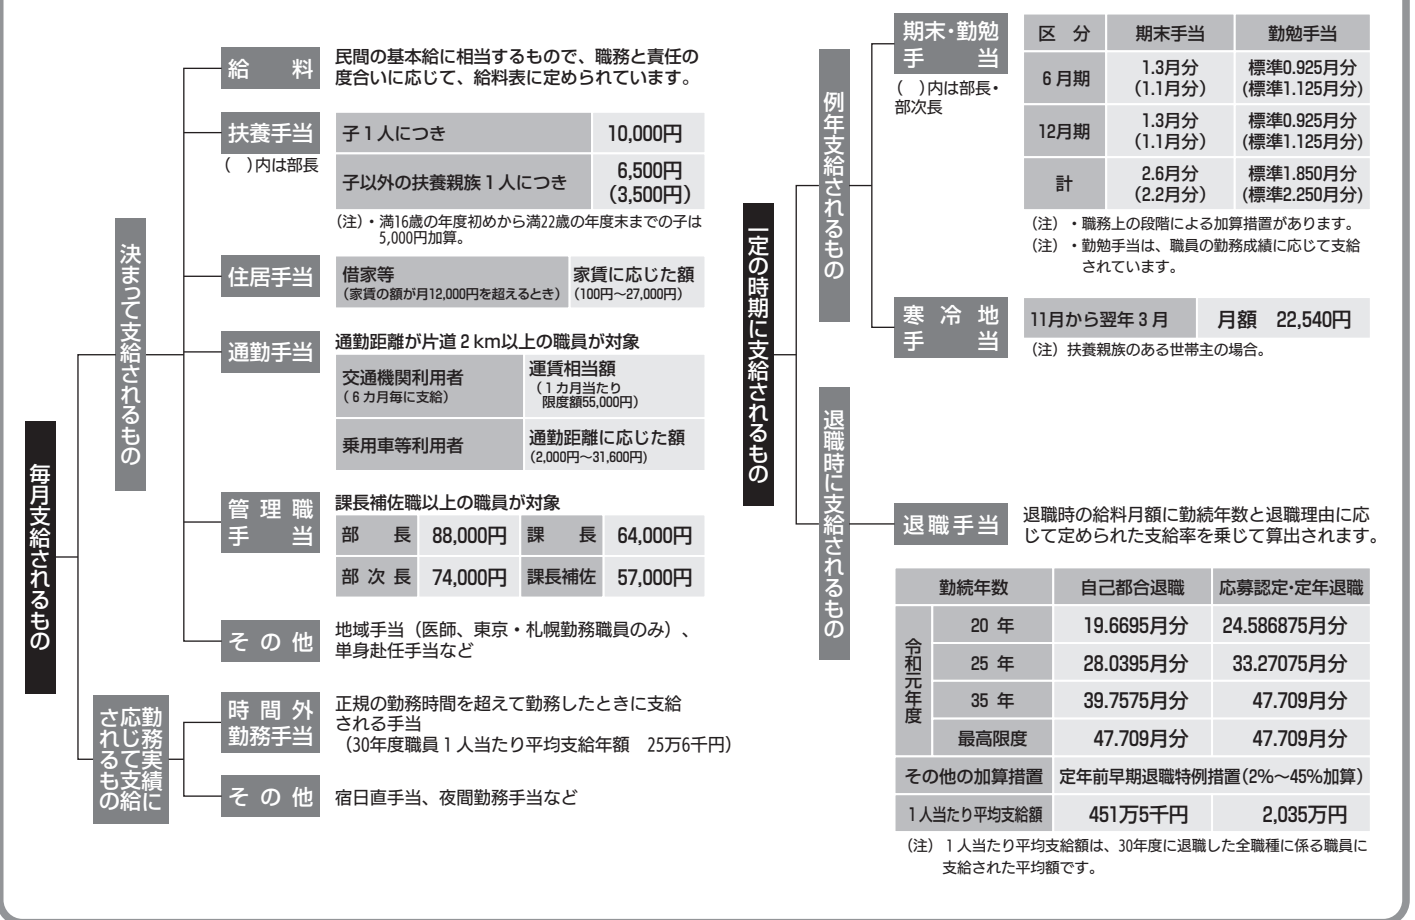 毎月支給されるもの
決まって支給されるもの
給料
民間の基本給に相当するもので、職務と責任の
度合いに応じて、給料表に定められています。
扶養手当
(　)内は部長
子１人につき　10,000円
子以外の扶養親族１人につき　6,500円
(3,500円)
(注)・満16歳の年度初めから満22歳の年度末までの子は
5,000円加算。
住居手当
借家等　家賃に応じた額
(家賃の額が月12,000円を超えるとき)　(100円～27,000円)
通勤手当
通勤距離が片道２km以上の職員が対象
交通機関利用者　運賃相当額
(６カ月毎に支給)　(１カ月当たり
限度額55,000円)
乗用車等利用者　通勤距離に応じた額
(2,000円～31,600円)
管理職
手当
課長補佐職以上の職員が対象
部長　88,000円　課長　64,000円
部次長　74,000円　課長補佐　57,000円
その他
地域手当（医師、東京・札幌勤務職員のみ）、
単身赴任手当など
勤務実績に
応じて支給
されるもの
時間外
勤務手当
正規の勤務時間を超えて勤務したときに支給
される手当
（30年度職員１人当たり平均支給年額　25万6千円）
その他
宿日直手当、夜間勤務手当など
一定の時期に支給されるもの
例年支給されるもの
期末・勤勉
手当
(　)内は部長・
部次長
区分　期末手当　勤勉手当
６月期　1.3月分　標準0.925月分
(1.1月分)　(標準1.125月分)
12月期　1.3月分　標準0.925月分
(1.1月分)　(標準1.125月分)
計　2.6月分　標準1.850月分
(2.2月分)　(標準2.250月分)
(注)・職務上の段階による加算措置があります。
(注)・勤勉手当は、職員の勤務成績に応じて支給
されています。
寒冷地
手当
11月から翌年３月　月額　22,540円
(注) 扶養親族のある世帯主の場合。
退職時に支給されるもの
退職手当
退職時の給料月額に勤続年数と退職理由に応
じて定められた支給率を乗じて算出されます。
勤続年数　自己都合退職　応募認定・定年退職
令和元年度
20 年　19.6695月分　24.586875月分
25 年　28.0395月分　33.27075月分
35 年　39.7575月分　47.709月分
最高限度　47.709月分　47.709月分
その他の加算措置　定年前早期退職特例措置(2%～45%加算)
１人当たり平均支給額　451万5千円　2,035万円
(注) １人当たり平均支給額は、30年度に退職した全職種に係る職員に
支給された平均額です。